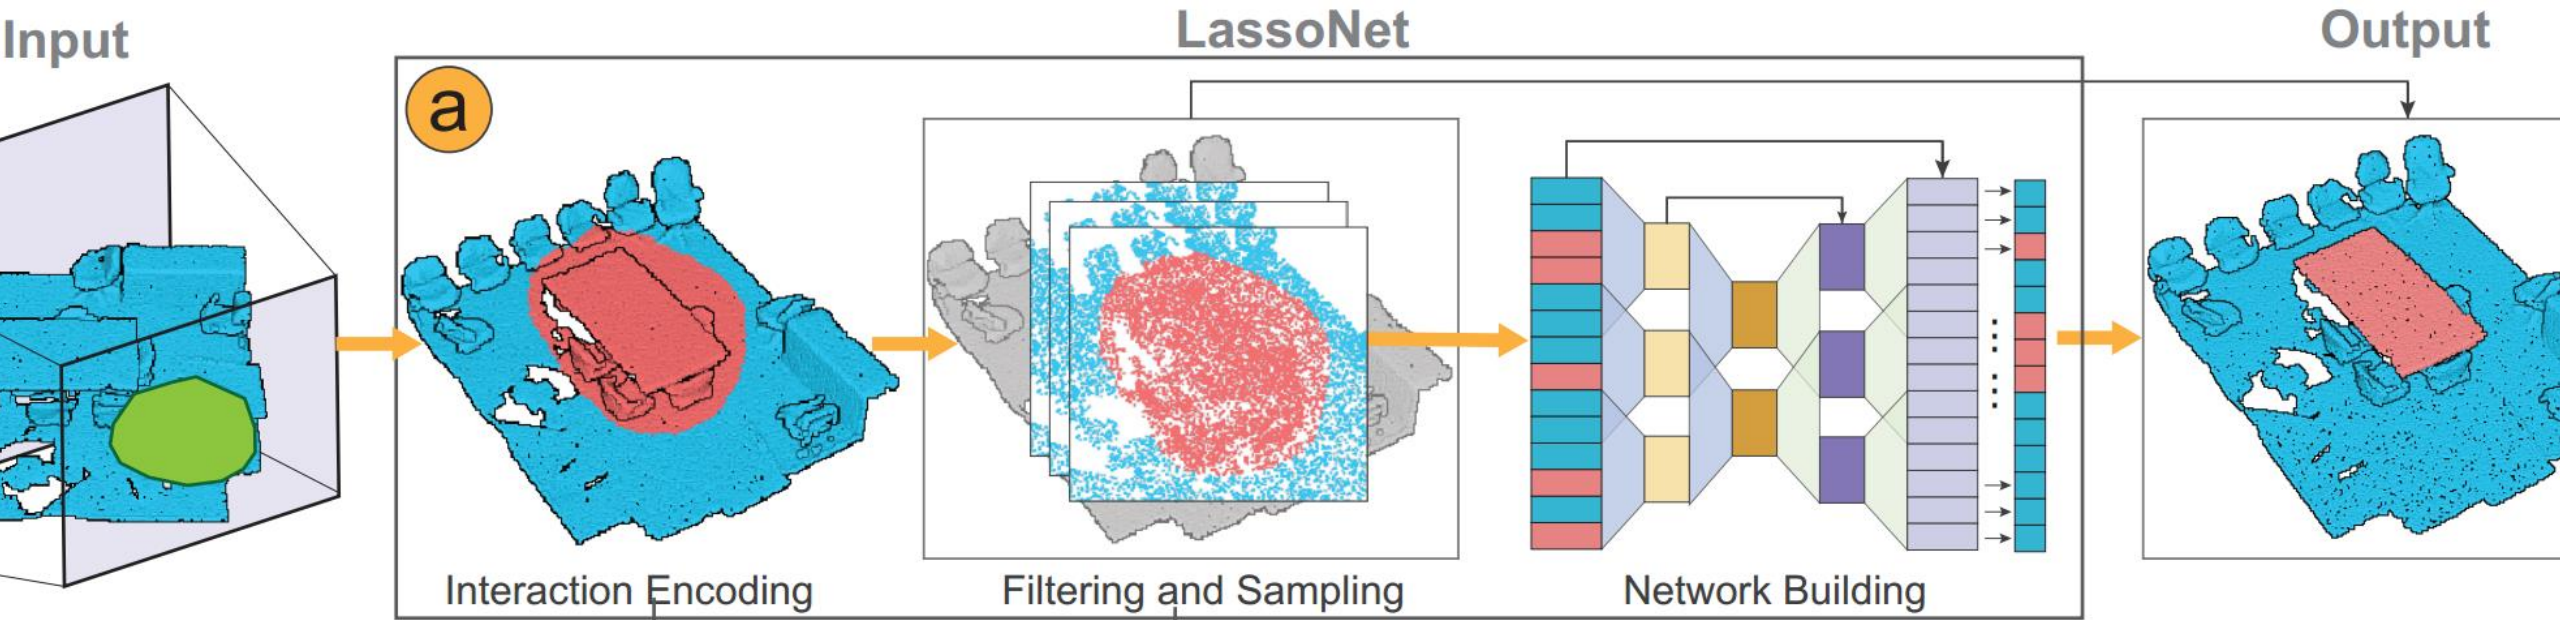 Input
LassoNet
Output
a
Interaction Encoding
Filtering and Sampling
Network Building